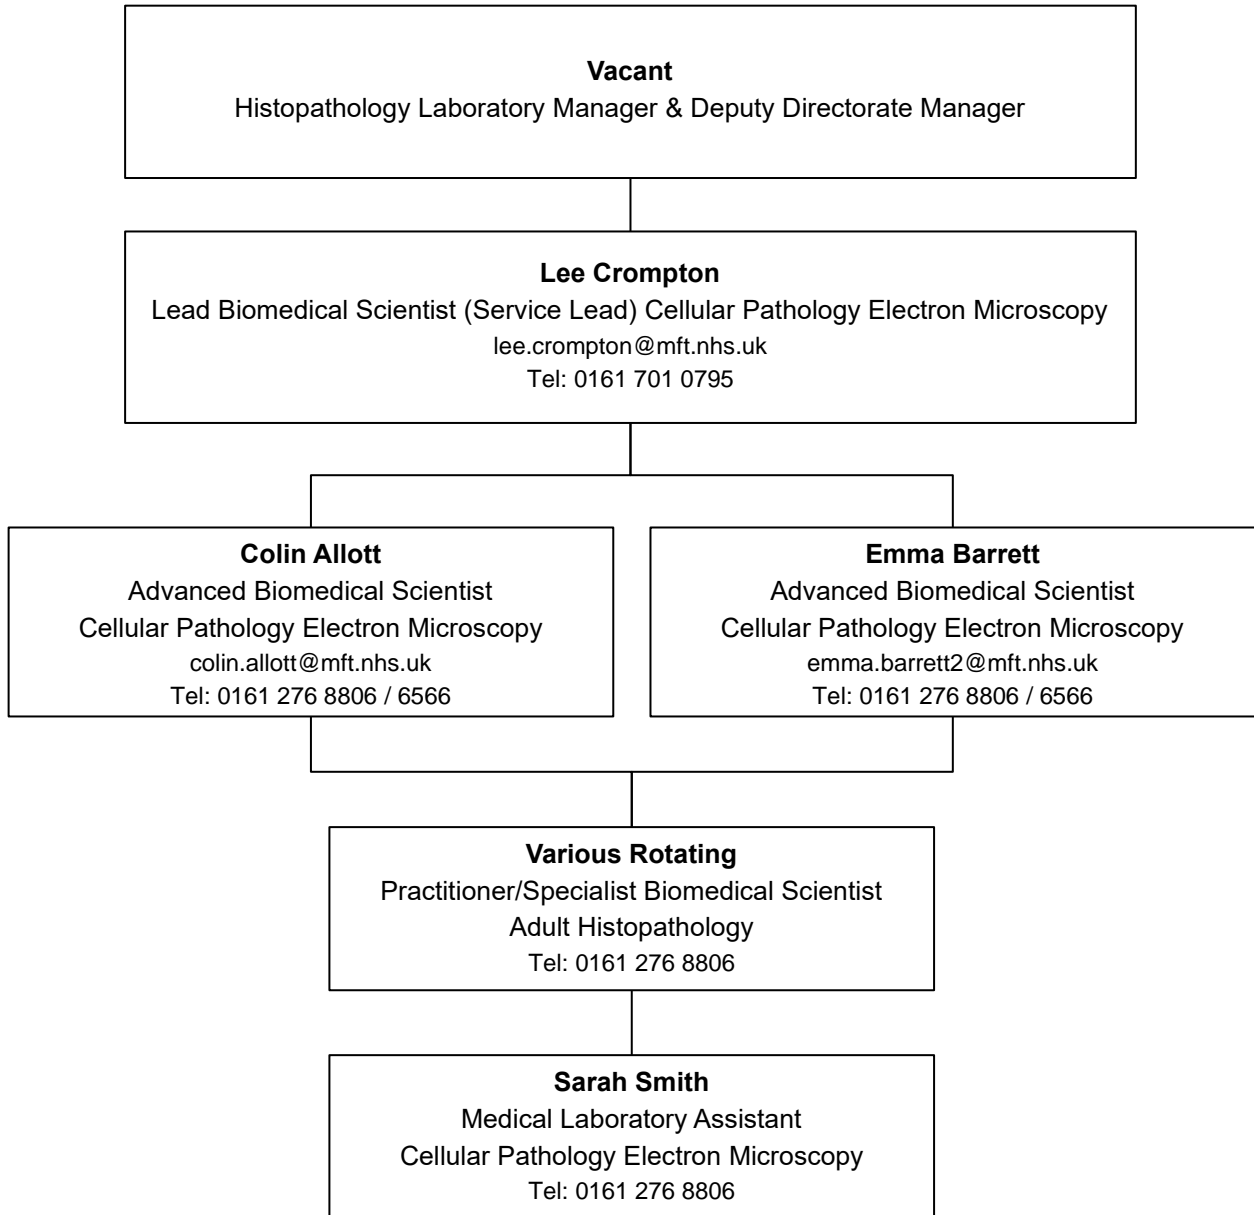 Vacant
Histopathology Laboratory Manager & Deputy Directorate Manager
Lee Crompton
Lead Biomedical Scientist (Service Lead) Cellular Pathology Electron Microscopy
lee.crompton@mft.nhs.uk
Tel: 0161 701 0795
Colin Allott
Advanced Biomedical Scientist
Cellular Pathology Electron Microscopy
colin.allott@mft.nhs.uk
Tel: 0161 276 8806 / 6566
Emma Barrett
Advanced Biomedical Scientist
Cellular Pathology Electron Microscopy
emma.barrett2@mft.nhs.uk
Tel: 0161 276 8806 / 6566
Various Rotating
Practitioner/Specialist Biomedical Scientist
Adult Histopathology
Tel: 0161 276 8806
Sarah Smith
Medical Laboratory Assistant
Cellular Pathology Electron Microscopy
Tel: 0161 276 8806